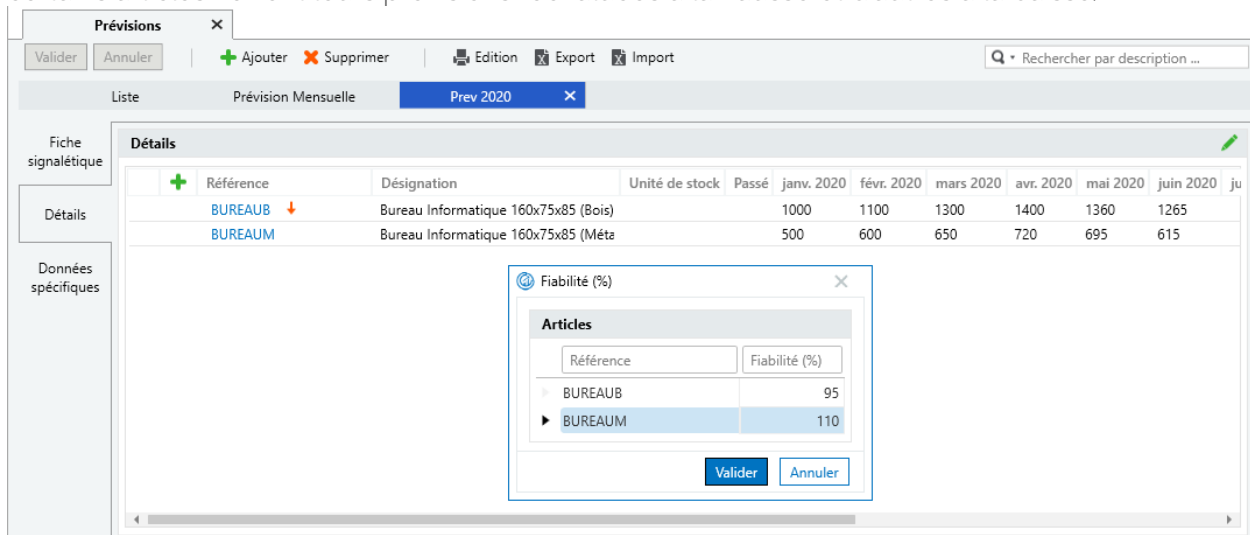 Prévisions
Valider Annuler Ajouter Supprimer Edition Export Import Rechercher par description ...
Liste Prévision Mensuelle Prev 2020
Fiche signalétique
Détails
Données spécifiques
Détails
Référence Désignation Unité de stock Passé janv. 2020 févr. 2020 mars 2020 avr. 2020 mai 2020 juin 2020 ju
BUREAUB Bureau Informatique 160x75x85 (Bois) 1000 1100 1300 1400 1360 1265
BUREAUM Bureau Informatique 160x75x85 (Méta 500 600 650 720 695 615
Fiabilité (%)
Articles
Référence Fiabilité (%)
BUREAUB 95
BUREAUM 110
Valider Annuler